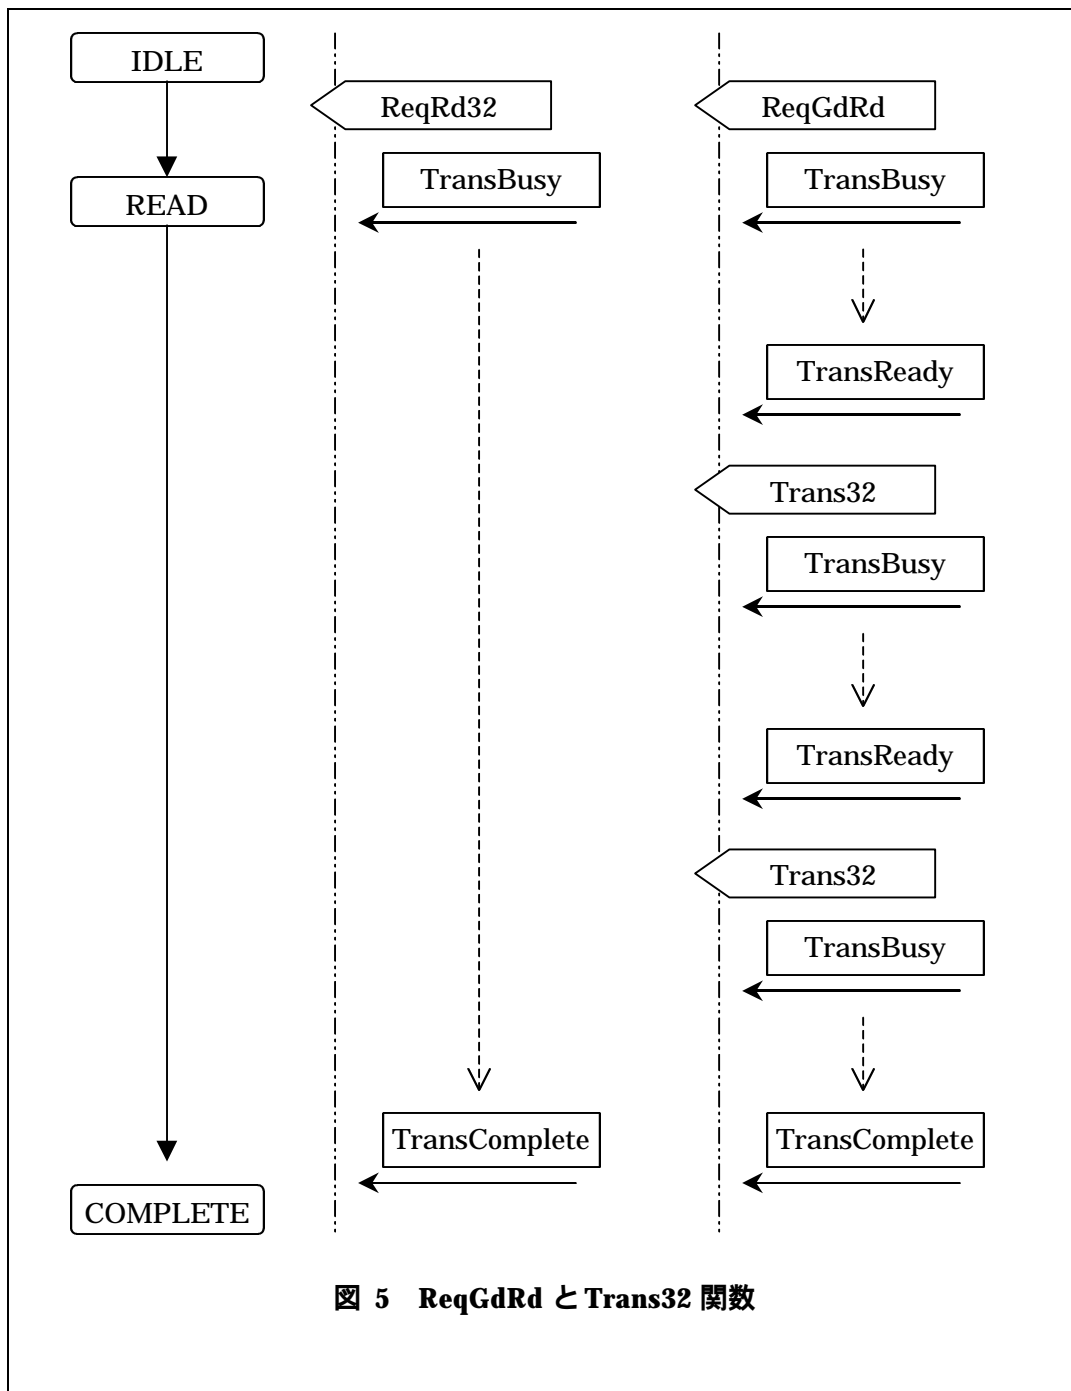 IDLE
ReqRd32
ReqGdRd
TransBusy
TransBusy
READ
TransReady
Trans32
TransBusy
TransReady
Trans32
TransBusy
TransComplete
TransComplete
COMPLETE
図 5 ReqGdRd と Trans32 関数